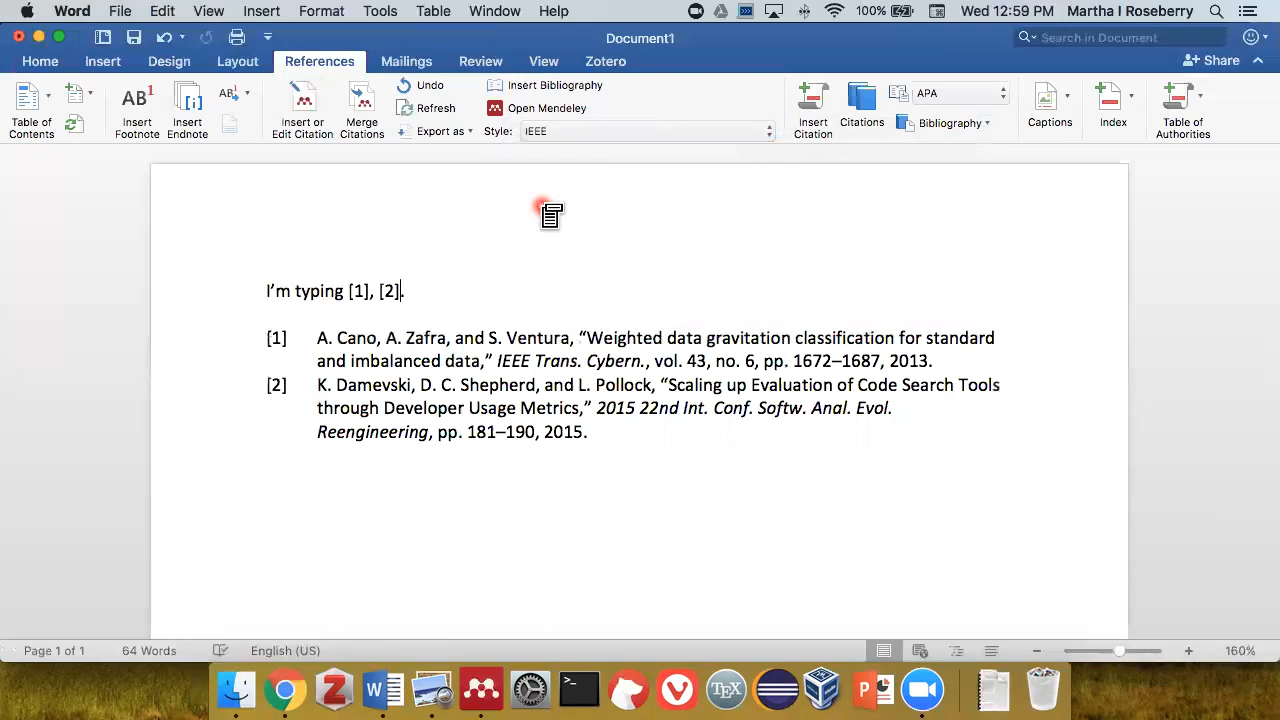 Word File Edit View Insert Format Tools Table Window Help 100% Wed 12:59 PM Martha I Roseberry
Document1
Search in Document
Home Insert Design Layout References Mailings Review View Zotero Share
Table of Contents
AB1 Insert Footnote
Insert Endnote
AB1
Insert or Edit Citation
Merge Citations
Undo
Refresh
Export as
Insert Bibliography
Open Mendeley
Style: IEEE
Insert Citation
Citations
APA
Bibliography
Captions
Index
Table of Authorities
I'm typing [1], [2].
[1] A. Cano, A. Zafra, and S. Ventura, “Weighted data gravitation classification for standard
and imbalanced data,” IEEE Trans. Cybern., vol. 43, no. 6, pp. 1672–1687, 2013.
[2] K. Damevski, D. C. Shepherd, and L. Pollock, “Scaling up Evaluation of Code Search Tools
through Developer Usage Metrics,” 2015 22nd Int. Conf. Softw. Anal. Evol.
Reengineering, pp. 181–190, 2015.
Page 1 of 1 64 Words English (US) 160%
Z W >_ TEX P